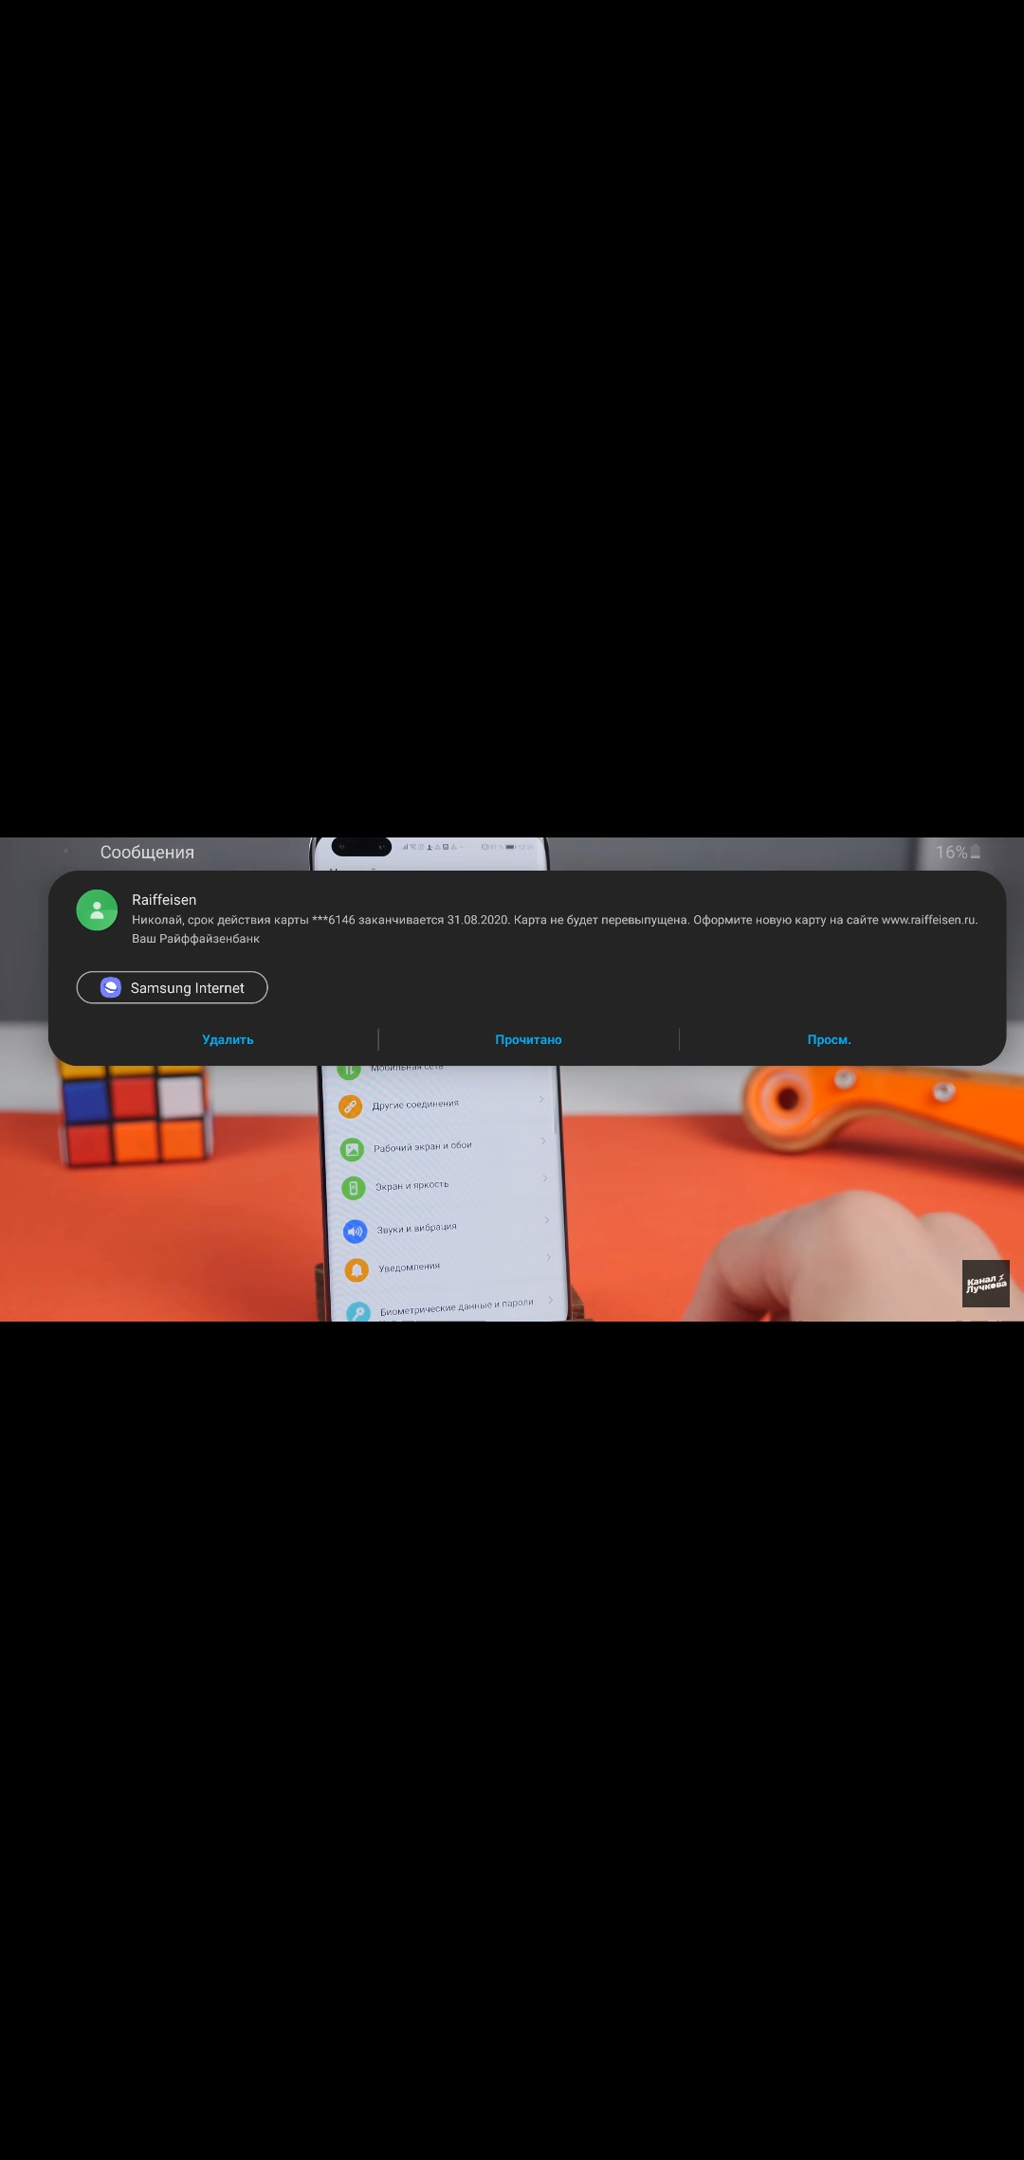 Сообщения
16%
Raiffeisen
Николай, срок действия карты ***6146 заканчивается 31.08.2020. Карта не будет перевыпущена. Оформите новую карту на сайте www.raiffeisen.ru.
Ваш Райффайзенбанк
Samsung Internet
Удалить
Прочитано
Просм.
Мобильная сеть
Другие соединения
Рабочий экран и обои
Экран и яркость
Звуки и вибрация
Уведомления
Биометрические данные и пароли
Канал
Лучкова